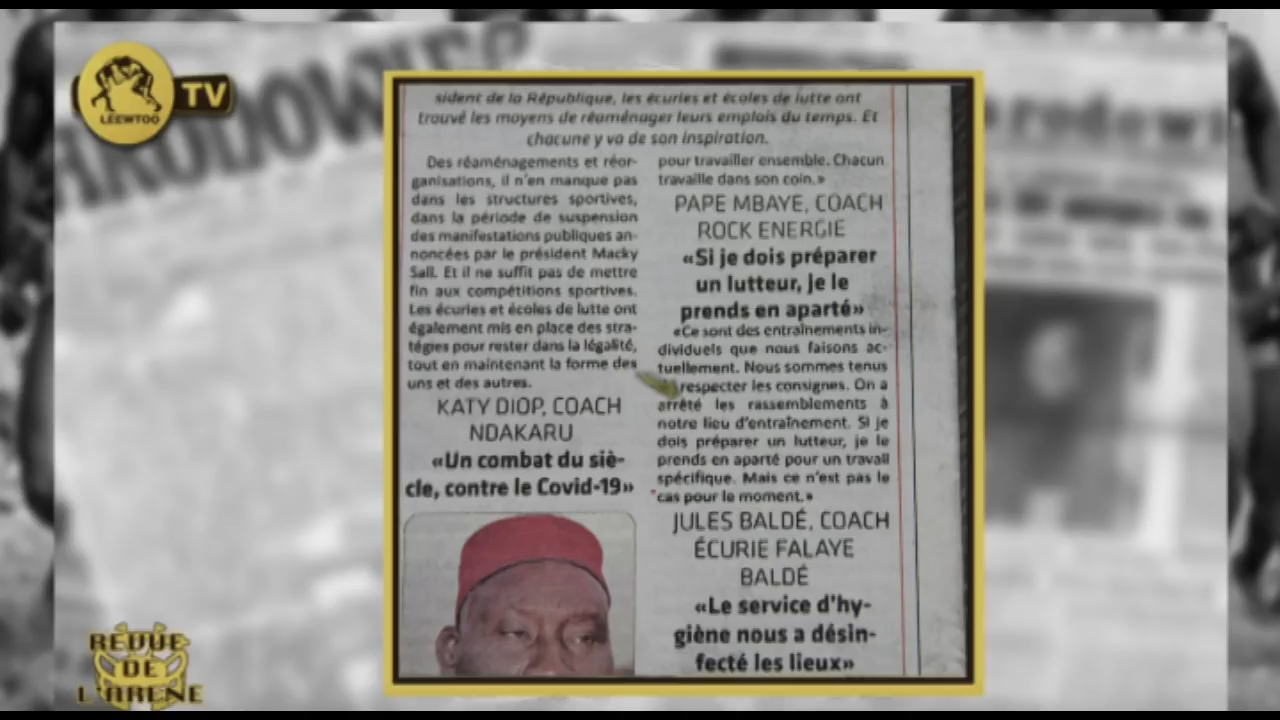 LEEWTOO
TV
sident de la République, les écuries et écoles de lutte ont
trouvé les moyens de réaménager leurs emplois du temps. Et
chacune y va de son inspiration.
Des réaménagements et réor-
ganisations, il n'en manque pas
dans les structures sportives,
dans la période de suspension
des manifestations publiques an-
noncées par le président Macky
Sall. Et il ne suffit pas de mettre
fin aux compétitions sportives.
Les écuries et écoles de lutte ont
également mis en place des stra-
tégies pour rester dans la légalité,
tout en maintenant la forme des
uns et des autres.
KATY DIOP, COACH
NDAKARU
«Un combat du siè-
cle, contre le Covid-19»
pour travailler ensemble. Chacun
travaille dans son coin.»
PAPE MBAYE, COACH
ROCK ENERGIE
«Si je dois préparer
un lutteur, je le
prends en aparté»
«Ce sont des entraînements in-
dividuels que nous faisons ac-
tuellement. Nous sommes tenus
respecter les consignes. On a
arrêté les rassemblements à
notre lieu d'entraînement. Si je
dois préparer un lutteur, je le
prends en aparté pour un travail
spécifique. Mais ce n'est pas le
cas pour le moment.»
JULES BALDÉ, COACH
ÉCURIE FALAYE
BALDÉ
«Le service d'hy-
giène nous a désin-
fecté les lieux»
REVUE
DE
L'ARENE